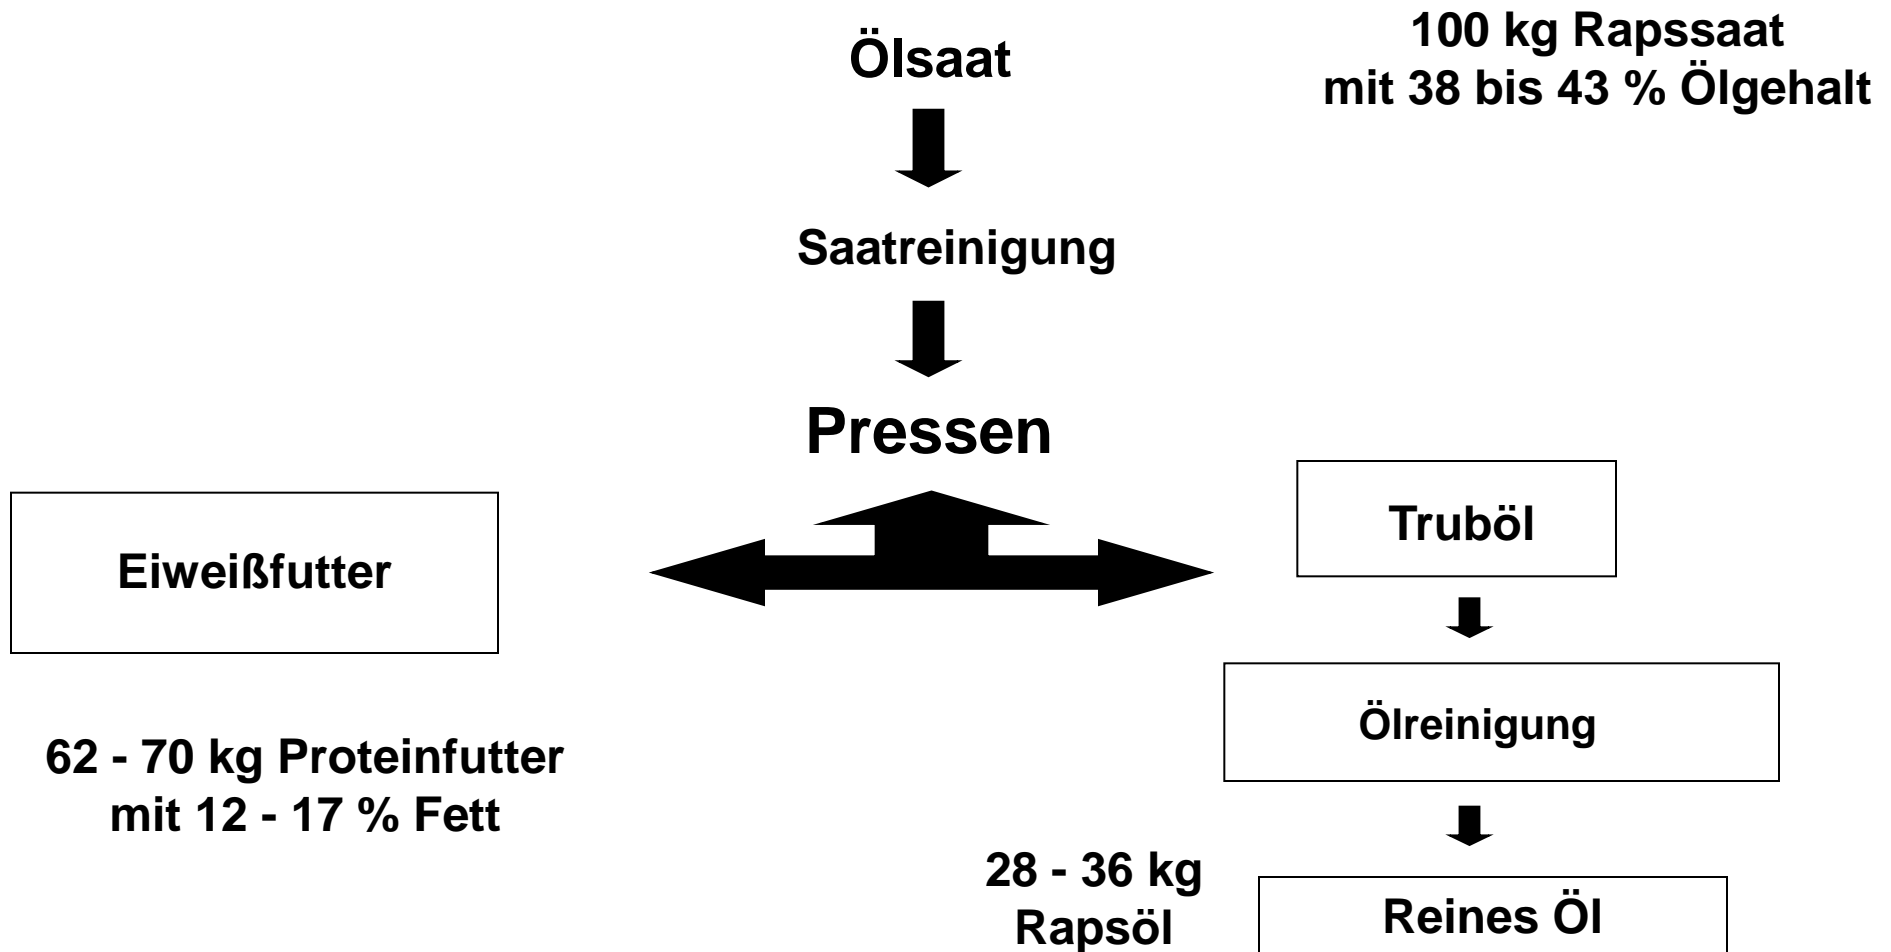 Ölsaat
100 kg Rapssaat
mit 38 bis 43 % Ölgehalt
Saatreinigung
Pressen
Eiweißfutter
Truböl
Ölreinigung
62 - 70 kg Proteinfutter
mit 12 - 17 % Fett
28 - 36 kg
Rapsöl
Reines Öl